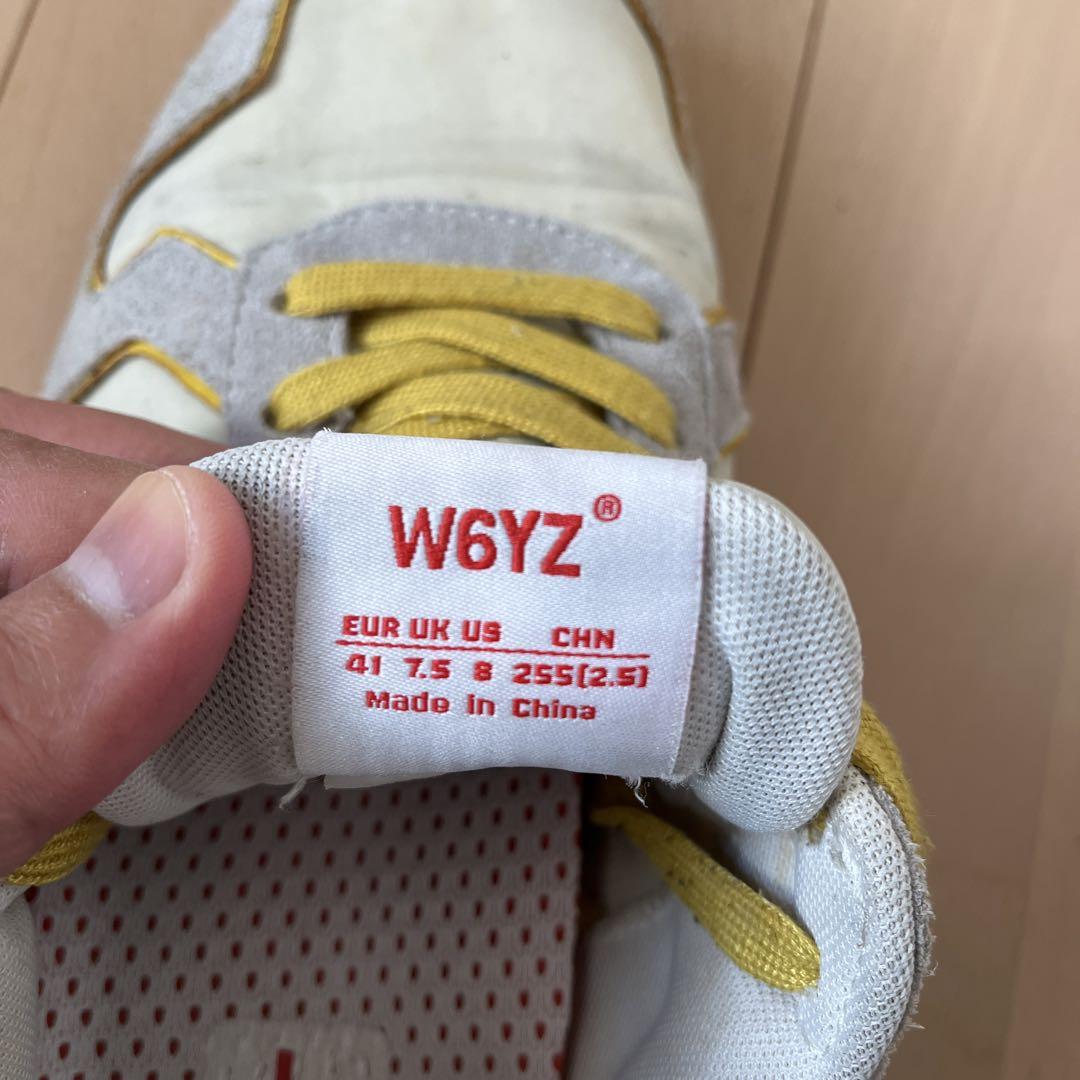 W6YZ®
EUR UK US CHN
41 7.5 8 255(2.5)
Made in China